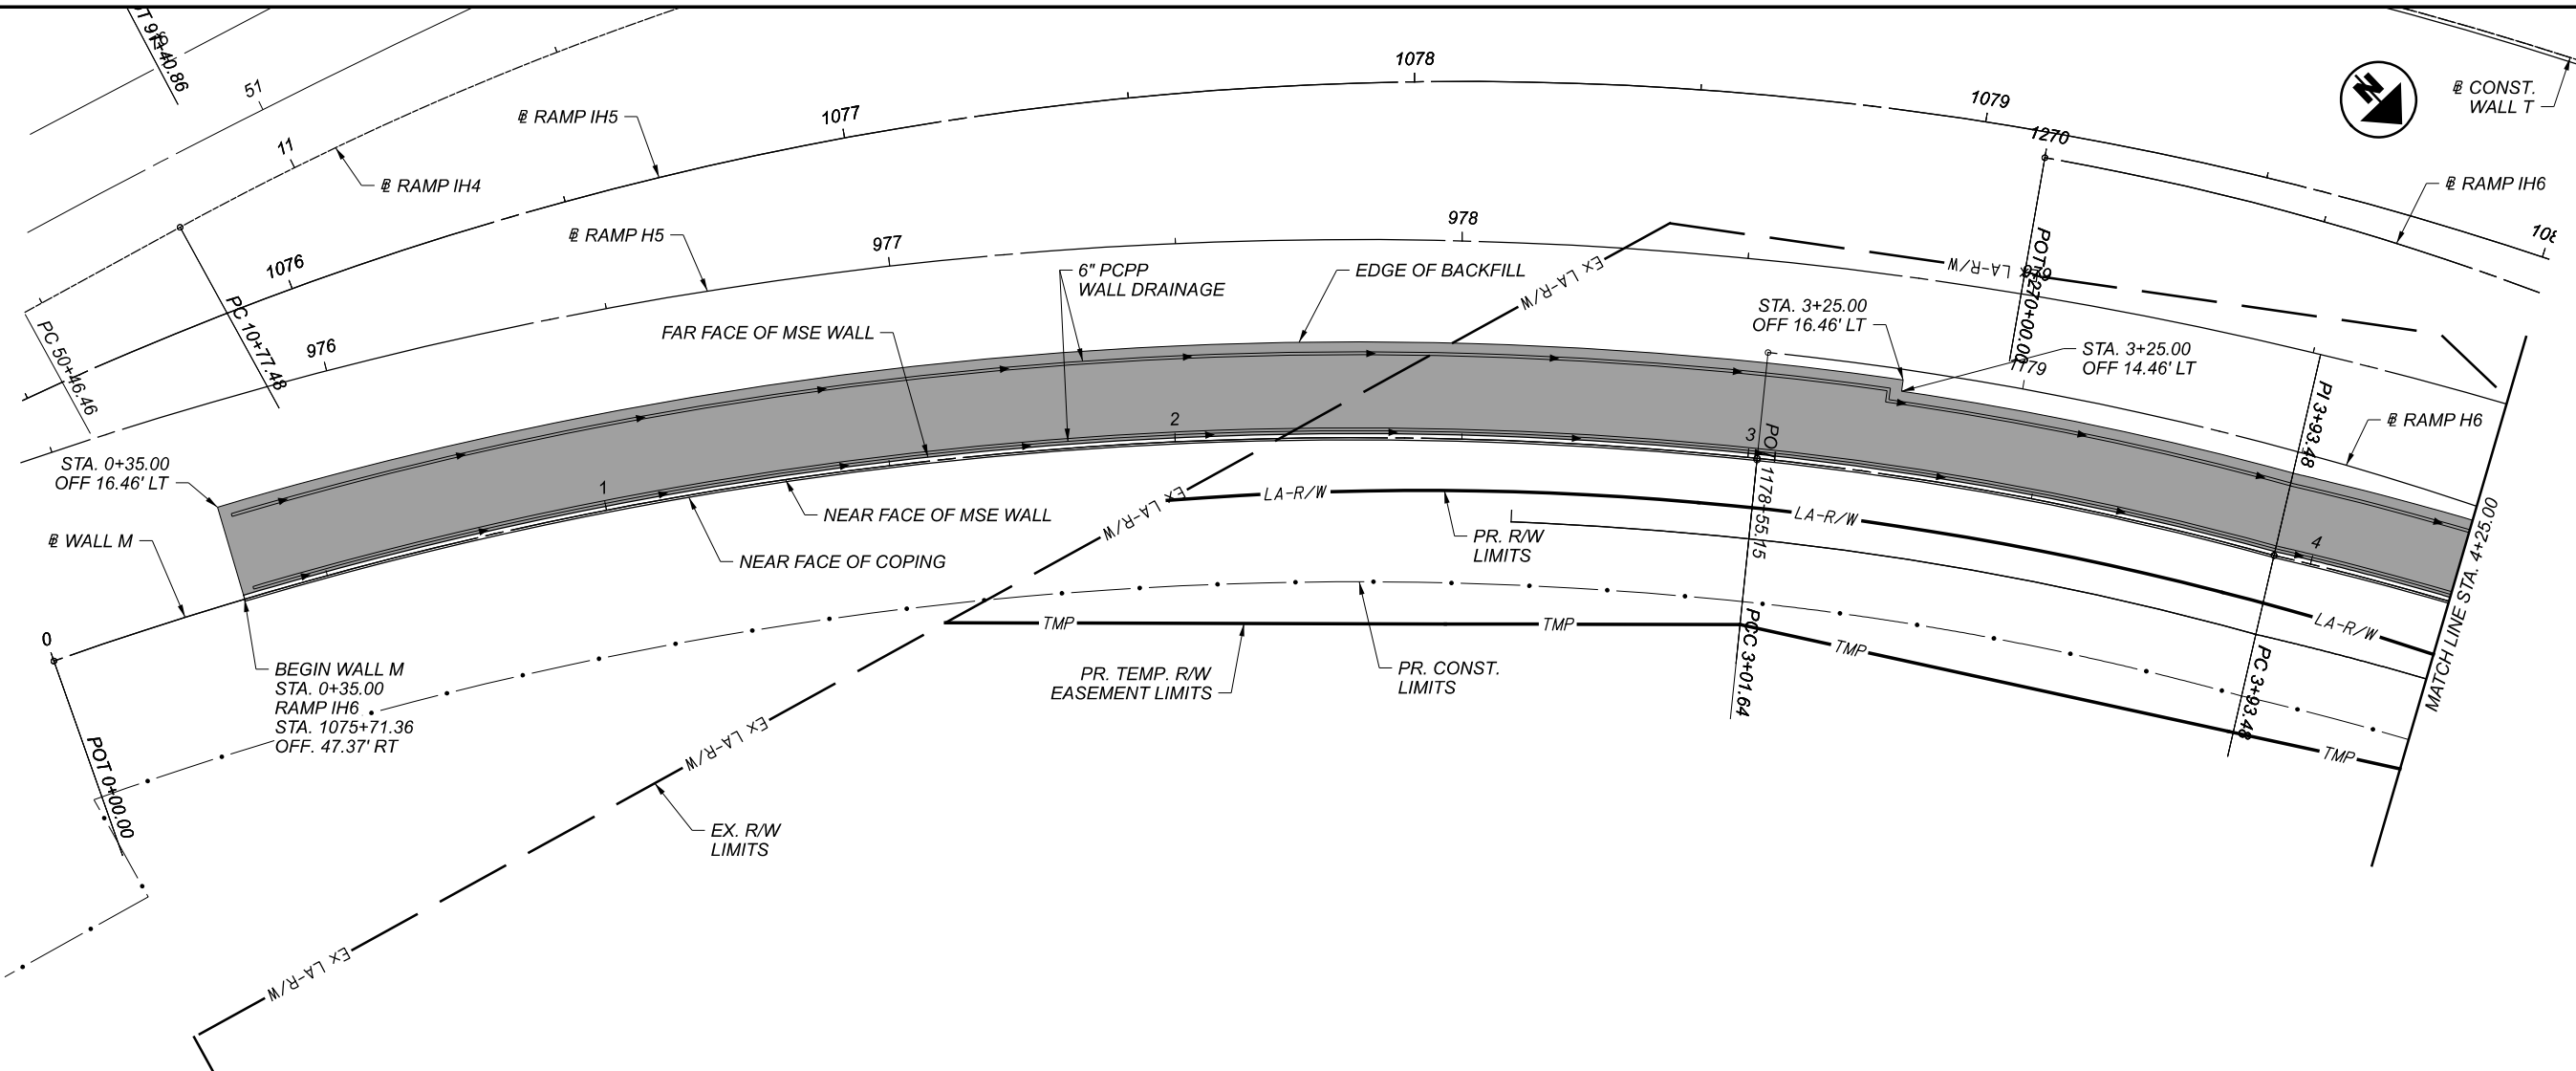 1078
51
℄ CONST.
WALL T
N
1079
1077
℄ RAMP IH5
1270
11
℄ RAMP IH4
℄ RAMP IH6
978
℄ RAMP H5
977
1076
Ex LA-R/W
Ex LA-R/W
979
POT 1270+00.00
6" PCPP
WALL DRAINAGE
EDGE OF BACKFILL
STA. 3+25.00
OFF 16.46' LT
FAR FACE OF MSE WALL
976
PC 10+77.48
PC 50+46.46
STA. 3+25.00
OFF 14.46' LT
1179
PI 3+93.48
℄ RAMP H6
2
3
STA. 0+35.00
OFF 16.46' LT
1
Ex LA-R/W
LA-R/W
POT 1178+55.15
LA-R/W
NEAR FACE OF MSE WALL
℄ WALL M
PR. R/W
LIMITS
4
NEAR FACE OF COPING
MATCH LINE STA. 4+25.00
TMP
TMP
LA-R/W
0
TMP
BEGIN WALL M
STA. 0+35.00
RAMP IH6
STA. 1075+71.36
OFF. 47.37' RT
PR. TEMP. R/W
EASEMENT LIMITS
PR. CONST.
LIMITS
PCC 3+01.64
PC 3+93.48
Ex LA-R/W
TMP
POT 0+00.00
EX. R/W
LIMITS
Ex LA-R/W